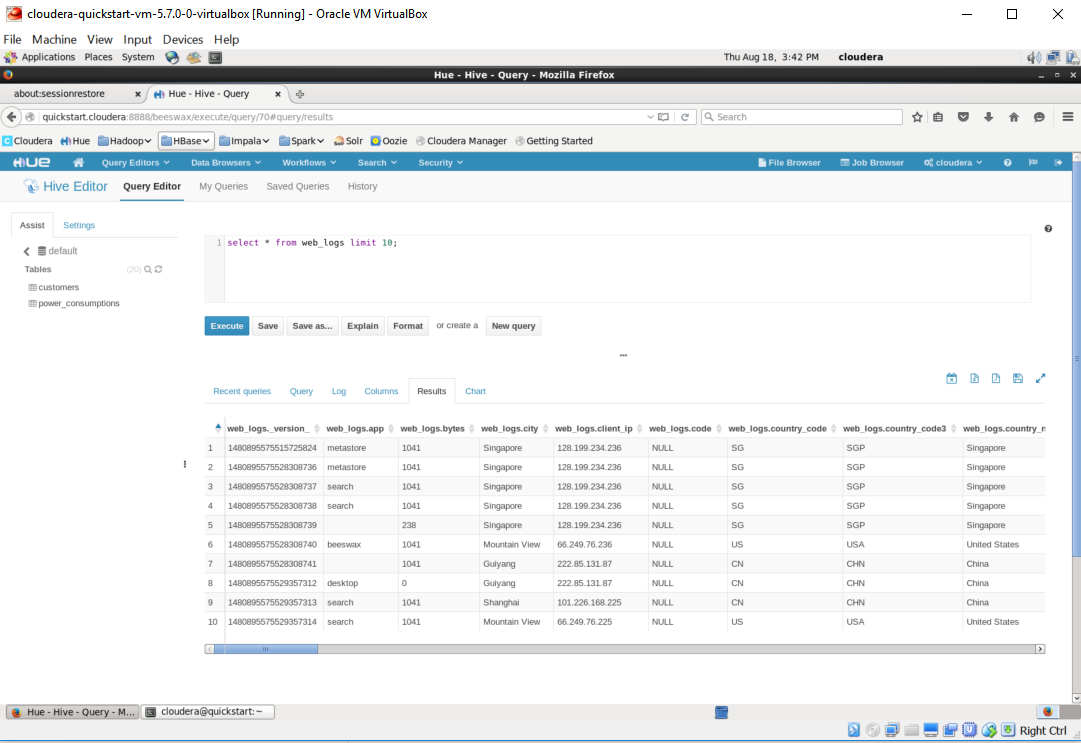 cloudera-quickstart-vm-5.7.0-0-virtualbox [Running] - Oracle VM VirtualBox
File Machine View Input Devices Help
Applications Places System Thu Aug 18, 3:42 PM cloudera
Hue - Hive - Query - Mozilla Firefox
about:sessionrestore Hue - Hive - Query
quickstart.cloudera:8888/beeswax/execute/query/70#query/results Search
Cloudera Hue Hadoop HBase Impala Spark Solr Oozie Cloudera Manager Getting Started
HUE Query Editors Data Browsers Workflows Search Security File Browser Job Browser cloudera
Hive Editor Query Editor My Queries Saved Queries History
Assist Settings
default
Tables (20)
customers
power_consumptions
1 select * from web_logs limit 10;
Execute Save Save as... Explain Format or create a New query
Recent queries Query Log Columns Results Chart
web_logs._version_ web_logs.app web_logs.bytes web_logs.city web_logs.client_ip web_logs.code web_logs.country_code web_logs.country_code3 web_logs.country_n
1 1480895575515725824 metastore 1041 Singapore 128.199.234.236 NULL SG SGP Singapore
2 1480895575528308736 metastore 1041 Singapore 128.199.234.236 NULL SG SGP Singapore
3 1480895575528308737 search 1041 Singapore 128.199.234.236 NULL SG SGP Singapore
4 1480895575528308738 search 1041 Singapore 128.199.234.236 NULL SG SGP Singapore
5 1480895575528308739 238 Singapore 128.199.234.236 NULL SG SGP Singapore
6 1480895575528308740 beeswax 1041 Mountain View 66.249.76.236 NULL US USA United States
7 1480895575528308741 1041 Guiyang 222.85.131.87 NULL CN CHN China
8 1480895575529357312 desktop 0 Guiyang 222.85.131.87 NULL CN CHN China
9 1480895575529357313 search 1041 Shanghai 101.226.168.225 NULL CN CHN China
10 1480895575529357314 search 1041 Mountain View 66.249.76.225 NULL US USA United States
Hue - Hive - Query - M... cloudera@quickstart:~
Right Ctrl